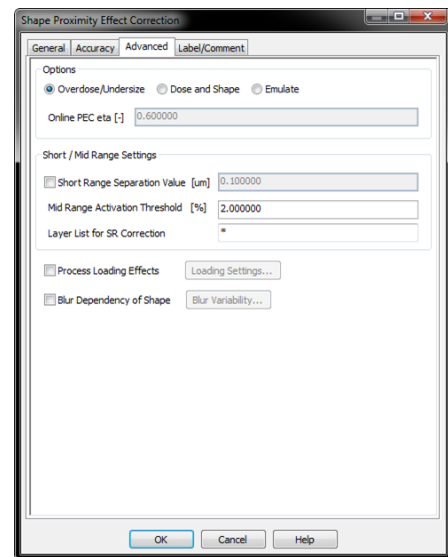 Shape Proximity Effect Correction
General Accuracy Advanced Label/Comment
Options
Overdose/Undersize Dose and Shape Emulate
Online PEC eta [-] 0.600000
Short / Mid Range Settings
Short Range Separation Value [um] 0.100000
Mid Range Activation Threshold [%] 2.000000
Layer List for SR Correction *
Process Loading Effects Loading Settings...
Blur Dependency of Shape Blur Variability...
OK Cancel Help